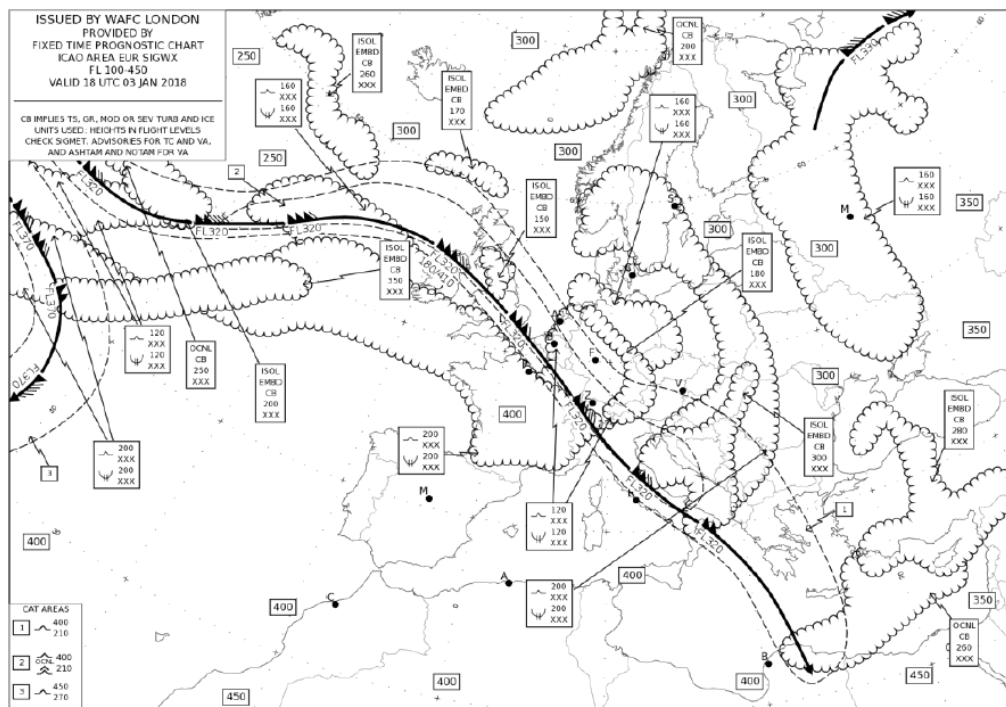 ISSUED BY WAFC LONDON
PROVIDED BY
FIXED TIME PROGNOSTIC CHART
ICAO AREA EUR SIGWX
FL 100-450
VALID 18 UTC 03 JAN 2018
CB IMPLIES TS, GR, MOD OR SEV TURB AND ICE
UNITS USED: HEIGHTS IN FLIGHT LEVELS
CHECK SIGMET, ADVISORIES FOR TC AND VA,
AND ASHTAM AND NOTAM FOR VA
250
ISOL
EMBD
CB
260
XXX
300
OCNL
CB
200
XXX
FL330
60
160
XXX
160
XXX
ISOL
EMBD
CB
170
XXX
300
160
XXX
160
XXX
300
250
2
300
60
ISOL
EMBD
CB
150
XXX
S
M
160
XXX
160
XXX
350
FL320
FL320
FL320
FL370
300
ISOL
EMBD
CB
350
XXX
FL320
180/410
C
ISOL
EMBD
CB
180
XXX
300
FL370
120
XXX
120
XXX
OCNL
CB
250
XXX
ISOL
EMBD
CB
200
XXX
FL320
A
B
F
P
V
Z
350
FL370
300
400
FL320
ISOL
EMBD
CB
280
XXX
ISOL
EMBD
CB
300
XXX
3
200
XXX
200
XXX
200
XXX
200
XXX
M
FL320
R
1
120
XXX
120
XXX
400
FL320
400
A
C
400
200
XXX
200
XXX
350
OCNL
CB
260
XXX
B
CAT AREAS
1
400
210
2
OCNL
400
210
3
450
270
450
400
400
450